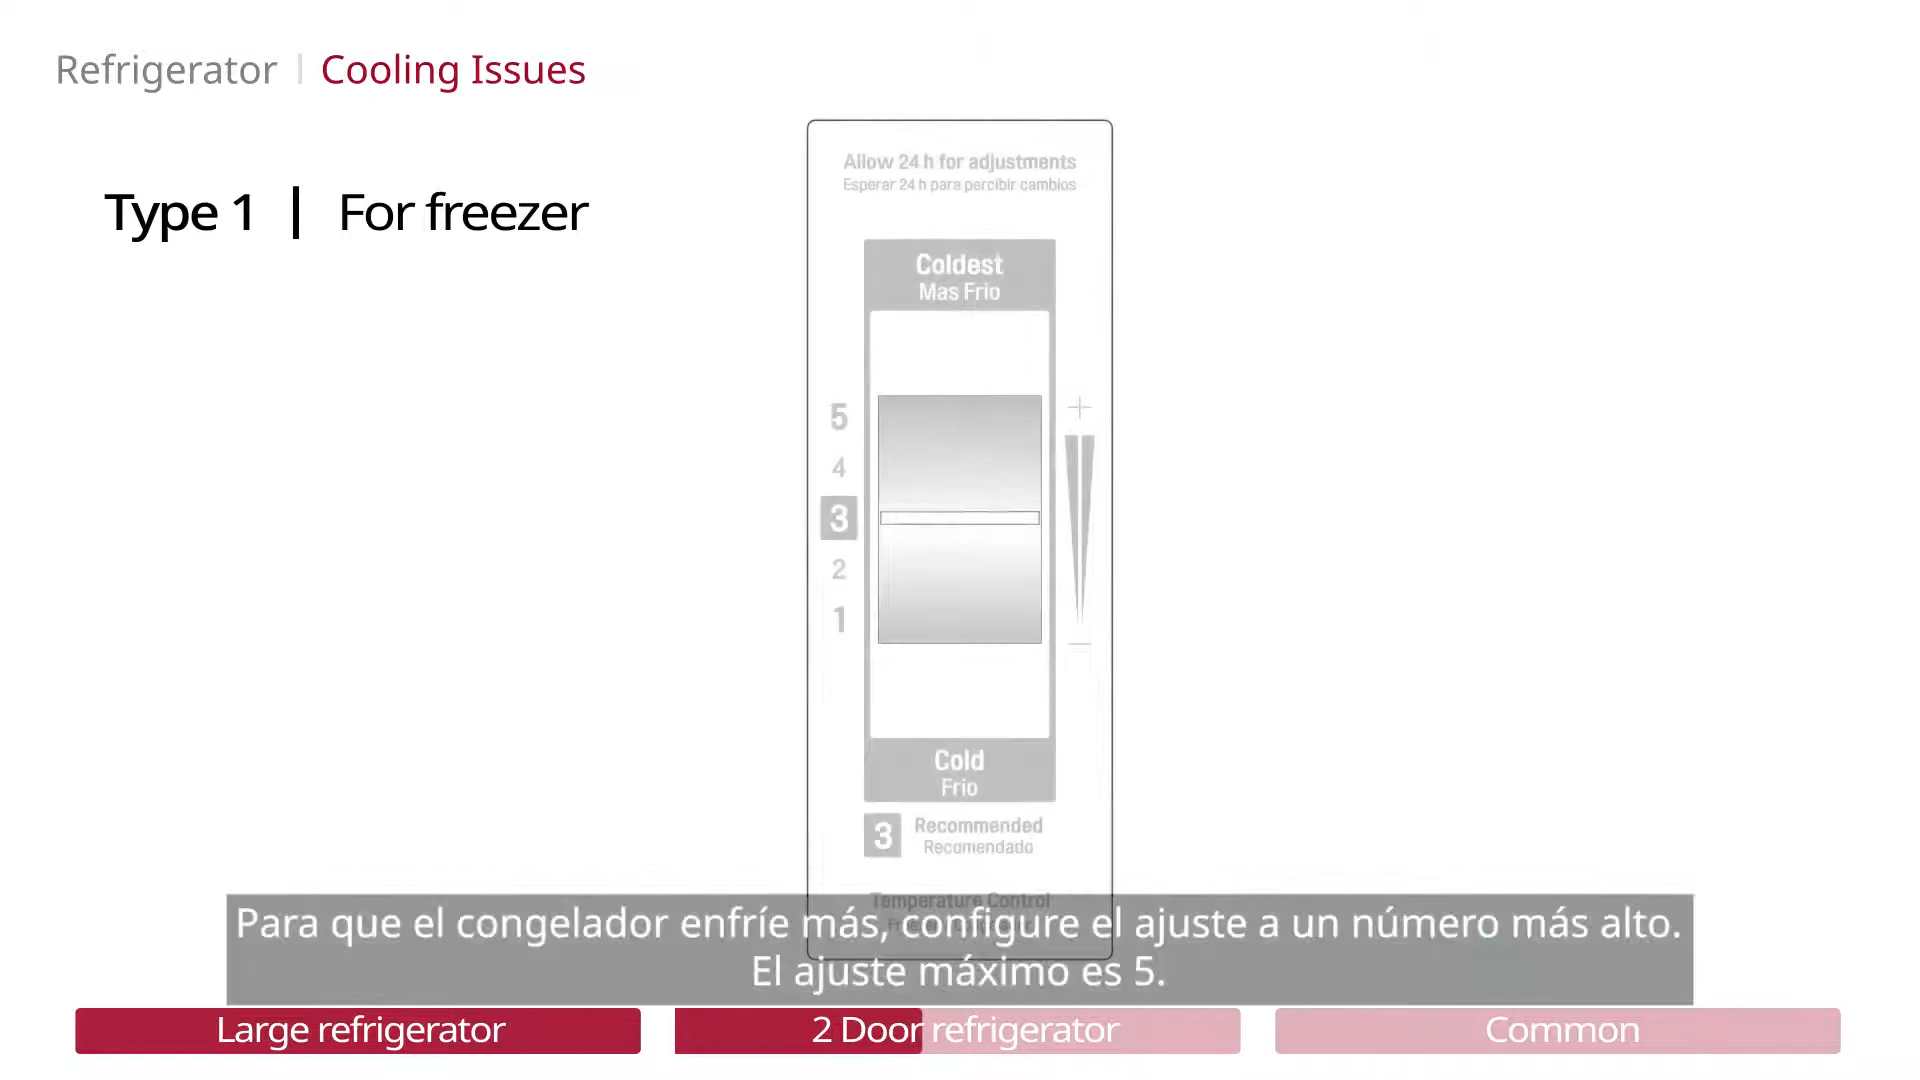 Refrigerator | Cooling Issues
Type 1 | For freezer
Allow 24 h for adjustments
Esperar 24 h para percibir cambios
Coldest
Mas Frio
5
4
3
2
1
+
−
Cold
Frio
3 Recommended
Recomendado
Temperature Control
Para que el congelador enfríe más, configure el ajuste a un número más alto.
El ajuste máximo es 5.
Large refrigerator
2 Door refrigerator
Common